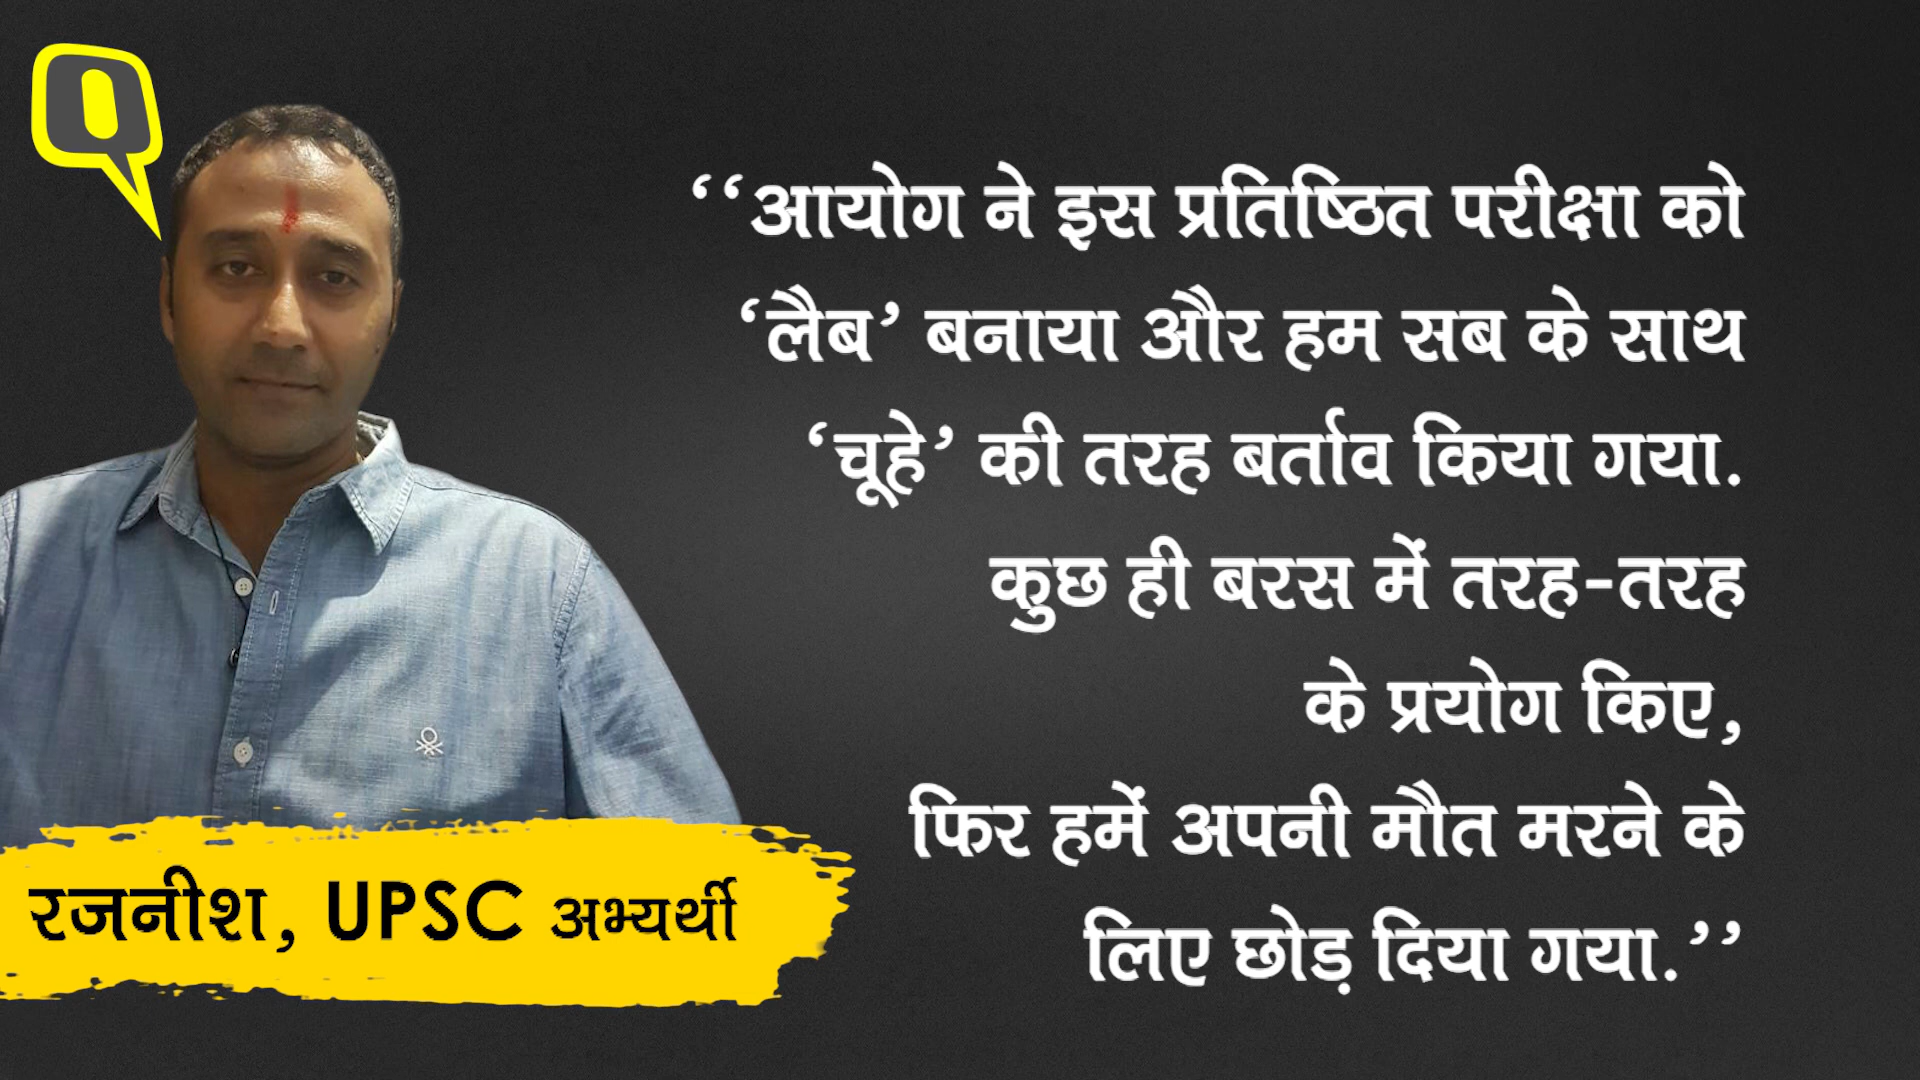 ‘‘आयोग ने इस प्रतिष्ठित परीक्षा को
‘लैब’ बनाया और हम सब के साथ
‘चूहे’ की तरह बर्ताव किया गया.
कुछ ही बरस में तरह-तरह
के प्रयोग किए,
फिर हमें अपनी मौत मरने के
लिए छोड़ दिया गया.’’
रजनीश, UPSC अभ्यर्थी